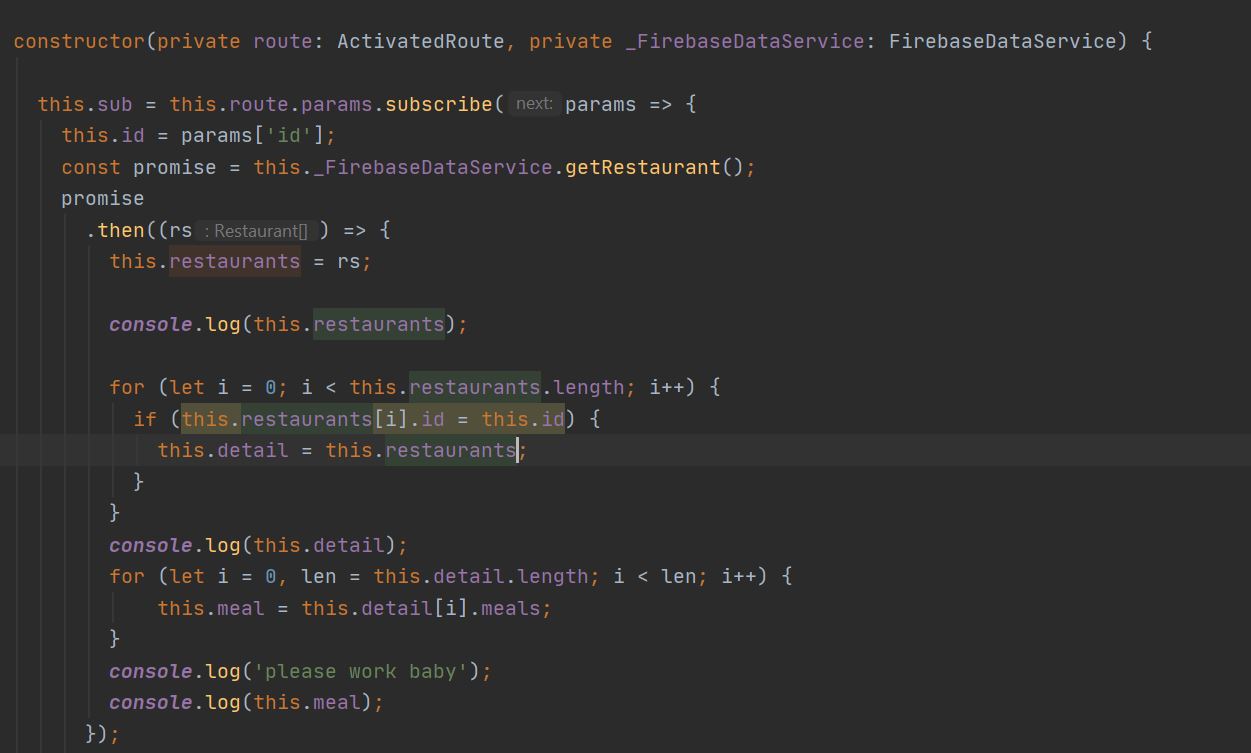 constructor(private route: ActivatedRoute, private _FirebaseDataService: FirebaseDataService) {
this.sub = this.route.params.subscribe( next: params => {
this.id = params['id'];
const promise = this._FirebaseDataService.getRestaurant();
promise
.then((rs : Restaurant[] ) => {
this.restaurants = rs;
console.log(this.restaurants);
for (let i = 0; i < this.restaurants.length; i++) {
if (this.restaurants[i].id = this.id) {
this.detail = this.restaurants;
}
}
console.log(this.detail);
for (let i = 0, len = this.detail.length; i < len; i++) {
this.meal = this.detail[i].meals;
}
console.log('please work baby');
console.log(this.meal);
});